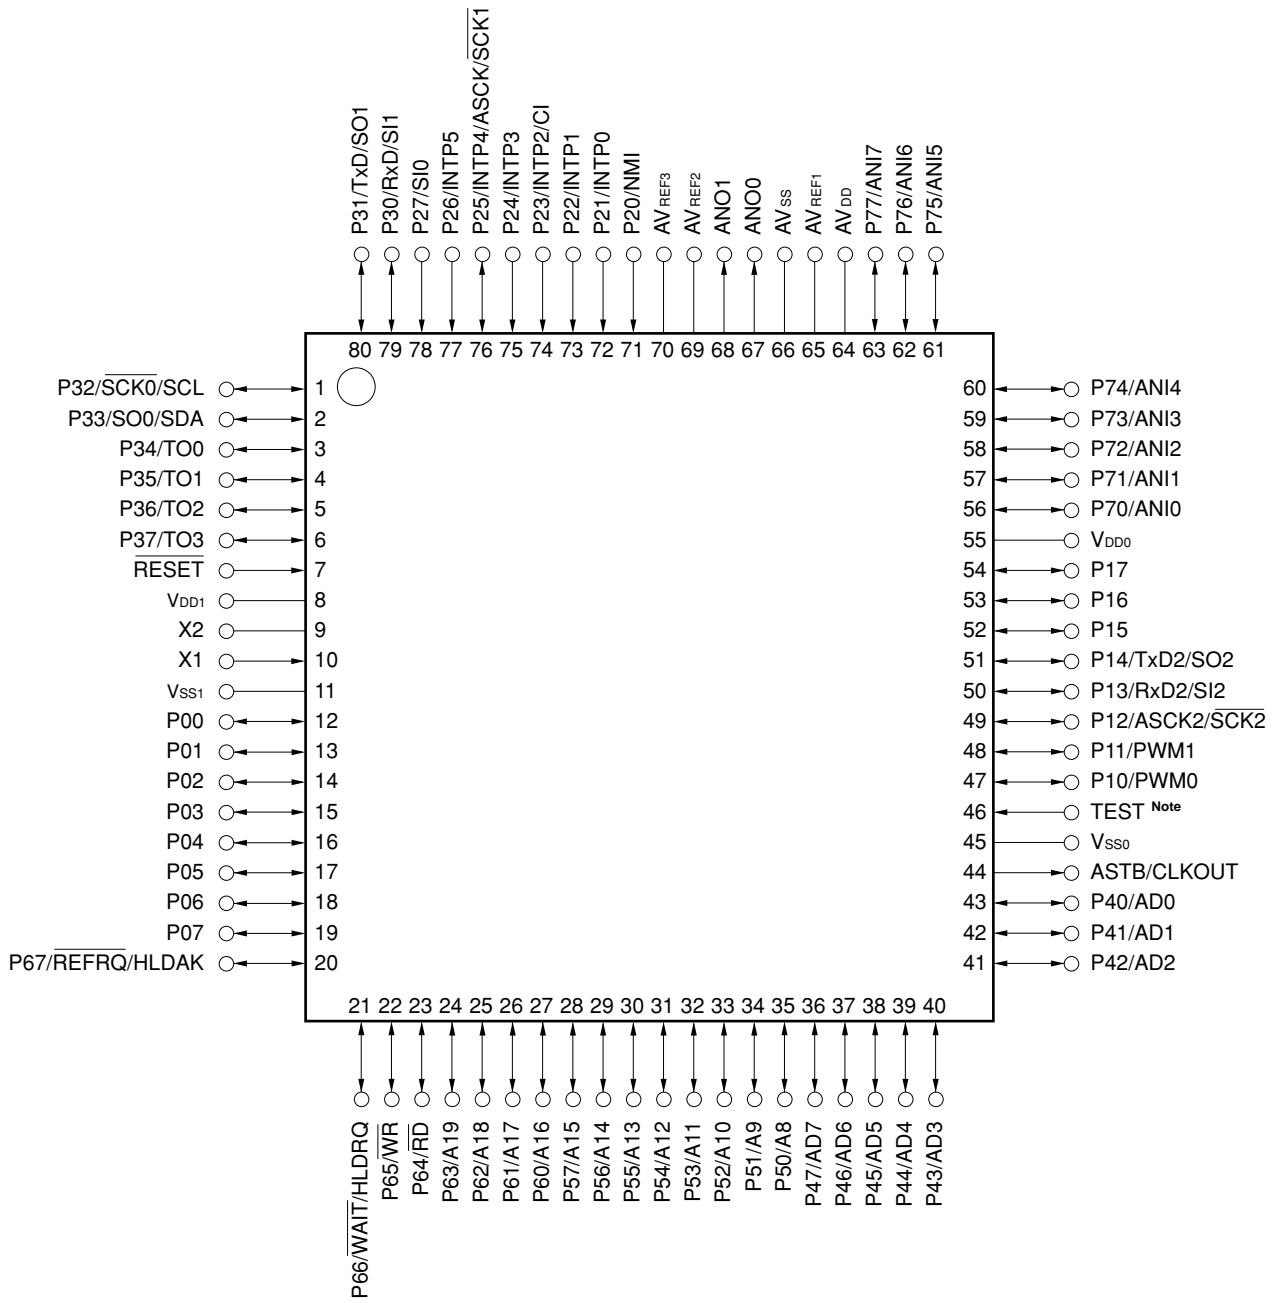 P31/TxD/SO1
P30/RxD/SI1
P27/SI0
P26/INTP5
P25/INTP4/ASCK/S̅C̅K̅1̅
P24/INTP3
P23/INTP2/CI
P22/INTP1
P21/INTP0
P20/NMI
AVREF3
AVREF2
ANO1
ANO0
AVSS
AVREF1
AVDD
P77/ANI7
P76/ANI6
P75/ANI5
80 79 78 77 76 75 74 73 72 71 70 69 68 67 66 65 64 63 62 61
P32/S̅C̅K̅0̅/SCL 1 60 P74/ANI4
P33/SO0/SDA 2 59 P73/ANI3
P34/TO0 3 58 P72/ANI2
P35/TO1 4 57 P71/ANI1
P36/TO2 5 56 P70/ANI0
P37/TO3 6 55 VDD0
R̅E̅S̅E̅T̅ 7 54 P17
VDD1 8 53 P16
X2 9 52 P15
X1 10 51 P14/TxD2/SO2
VSS1 11 50 P13/RxD2/SI2
P00 12 49 P12/ASCK2/S̅C̅K̅2̅
P01 13 48 P11/PWM1
P02 14 47 P10/PWM0
P03 15 46 TEST Note
P04 16 45 VSS0
P05 17 44 ASTB/CLKOUT
P06 18 43 P40/AD0
P07 19 42 P41/AD1
P67/R̅E̅F̅R̅Q̅/HLDAK 20 41 P42/AD2
21 22 23 24 25 26 27 28 29 30 31 32 33 34 35 36 37 38 39 40
P66/W̅A̅I̅T̅/HLDRQ
P65/W̅R̅
P64/R̅D̅
P63/A19
P62/A18
P61/A17
P60/A16
P57/A15
P56/A14
P55/A13
P54/A12
P53/A11
P52/A10
P51/A9
P50/A8
P47/AD7
P46/AD6
P45/AD5
P44/AD4
P43/AD3